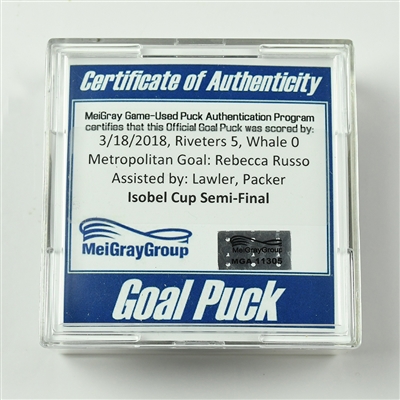 Certificate of Authenticity
MeiGray Game-Used Puck Authentication Program
certifies that this Official Goal Puck was scored by:
3/18/2018, Riveters 5, Whale 0
Metropolitan Goal: Rebecca Russo
Assisted by: Lawler, Packer
Isobel Cup Semi-Final
MeiGrayGroup
MeiGrayGroup
MGA 11305
Goal Puck